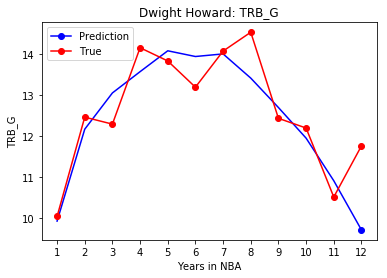 Dwight Howard: TRB_G
Prediction
True
TRB_G
14
13
12
11
10
1 2 3 4 5 6 7 8 9 10 11 12
Years in NBA